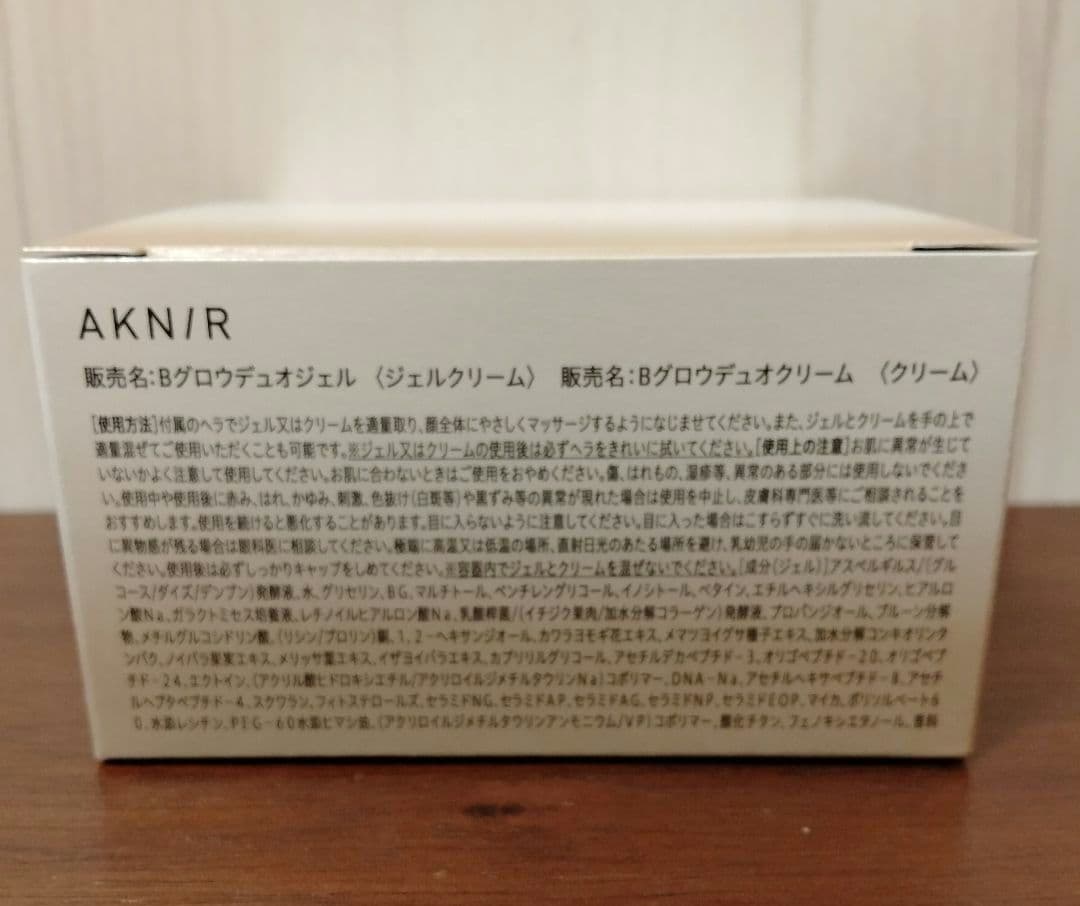 AKNIR
販売名:Bグロウデュオジェル 〈ジェルクリーム〉 販売名:Bグロウデュオクリーム 〈クリーム〉
[使用方法]付属のヘラでジェル又はクリームを適量取り、顔全体にやさしくマッサージするようになじませてください。また、ジェルとクリームを手の上で
適量混ぜてご使用いただくことも可能です。※ジェル又はクリームの使用後は必ずヘラをきれいに拭いてください。[使用上の注意]お肌に異常が生じて
いないかよく注意して使用してください。お肌に合わないときはご使用をおやめください。傷、はれもの、湿疹等、異常のある部分には使用しないでくださ
い。使用中や使用後に赤み、はれ、かゆみ、刺激、色抜け(白斑等)や黒ずみ等の異常が現れた場合は使用を中止し、皮膚科専門医等にご相談されることを
おすすめします。使用を続けると悪化することがあります。目に入らないように注意してください。目に入った場合はこすらずすぐに洗い流してください。目
に異物感が残る場合は眼科医に相談してください。極端に高温又は低温の場所、直射日光のあたる場所を避け、乳幼児の手の届かないところに保管して
ください。使用後は必ずしっかりキャップをしめてください。※容器内でジェルとクリームを混ぜないでください。[成分(ジェル)]アスペルギルス/(グル
コース/ダイズ/デンプン)発酵液、水、グリセリン、BG、マルチトール、ペンチレングリコール、イノシトール、ベタイン、エチルヘキシルグリセリン、ヒアルロ
ン酸Na、ガラクトミセス培養液、レチノイルヒアルロン酸Na、乳酸桿菌/(イチジク果肉/加水分解コラーゲン)発酵液、プロパンジオール、プルーン分解
物、メチルグルコシドリン酸、(リシン/プロリン)銅、1,2-ヘキサンジオール、カワラヨモギ花エキス、メマツヨイグサ種子エキス、加水分解コンキオリンタ
ンパク、ノイバラ果実エキス、メリッサ葉エキス、イザヨイバラエキス、カプリリルグリコール、アセチルデカペプチド-3、オリゴペプチド-20、オリゴペプ
チド-24、エクトイン、(アクリル酸ヒドロキシエチル/アクリロイルジメチルタウリンNa)コポリマー、DNA-Na、アセチルヘキサペプチド-8、アセチ
ルヘプタペプチド-4、スクワラン、フィトステロールズ、セラミドNG、セラミドAP、セラミドAG、セラミドNP、セラミドEOP、マイカ、ポリソルベート6
0、水添レシチン、PEG-60水添ヒマシ油、(アクリロイルジメチルタウリンアンモニウム/VP)コポリマー、酸化チタン、フェノキシエタノール、香料